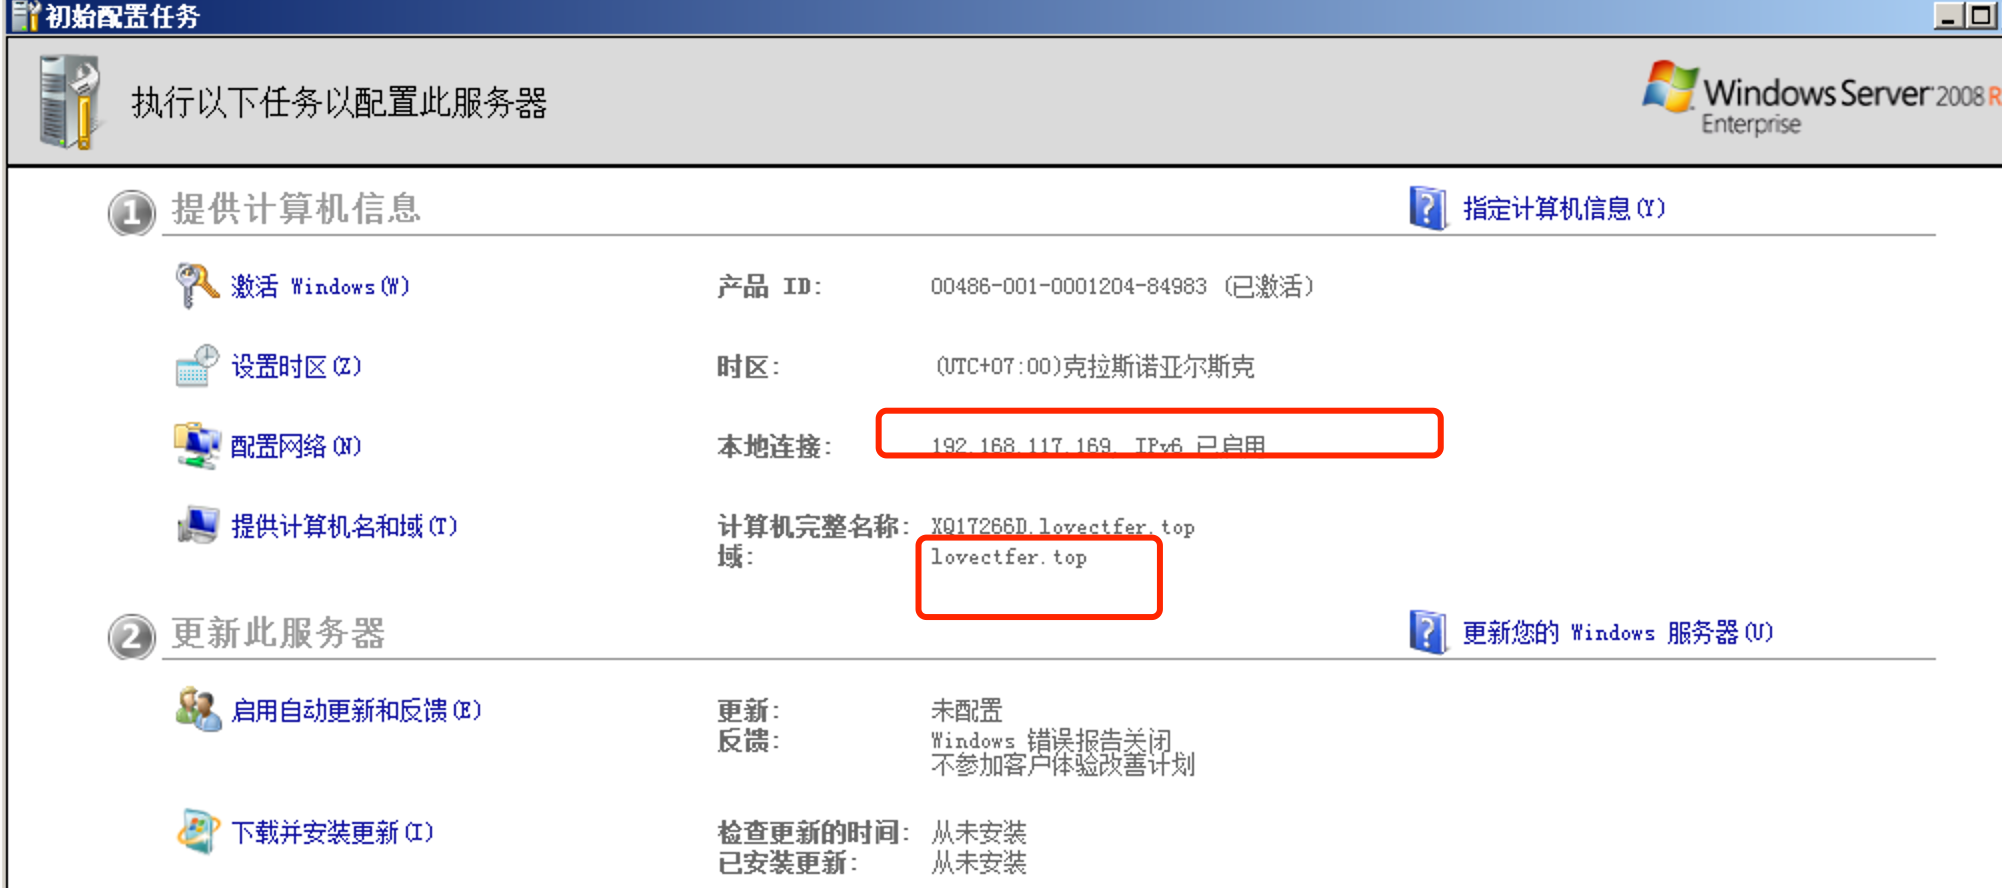 初始配置任务
执行以下任务以配置此服务器
Windows Server 2008 R
Enterprise
1 提供计算机信息
指定计算机信息(Y)
激活 Windows(W) 产品 ID: 00486-001-0001204-84983 (已激活)
设置时区(Z) 时区: (UTC+07:00)克拉斯诺亚尔斯克
配置网络(N) 本地连接: 192.168.117.169, IPv6 已启用
提供计算机名和域(T) 计算机完整名称: XQ17266D.lovectfer.top
域: lovectfer.top
2 更新此服务器
更新您的 Windows 服务器(U)
启用自动更新和反馈(E) 更新: 未配置
反馈: Windows 错误报告关闭
不参加客户体验改善计划
下载并安装更新(I) 检查更新的时间: 从未安装
已安装更新: 从未安装